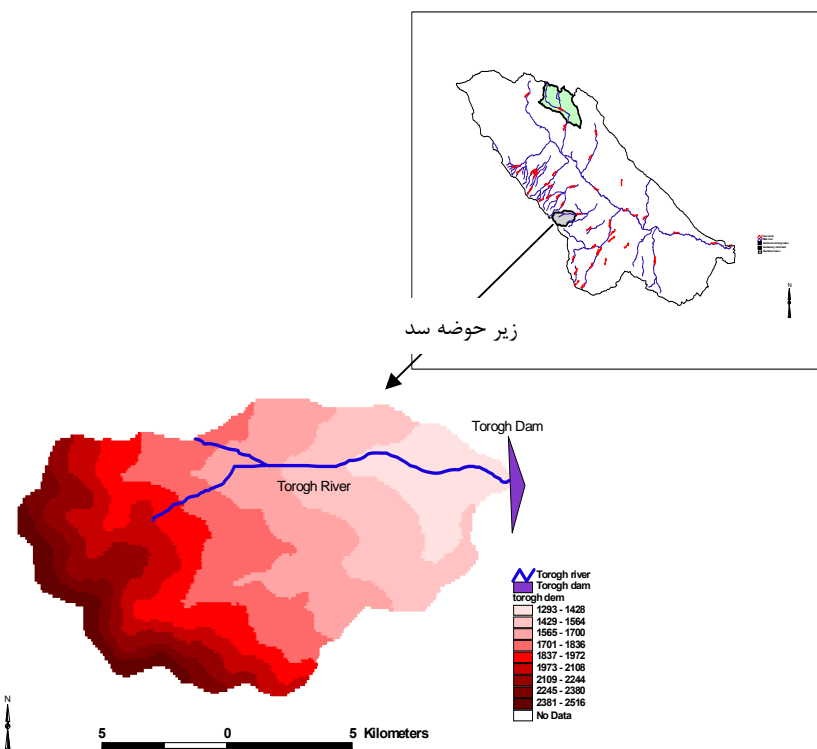 N
زیر حوضه سد
Torogh Dam
Torogh River
Torogh river
Torogh dam
torogh dem
1293 - 1428
1429 - 1564
1565 - 1700
1701 - 1836
1837 - 1972
1973 - 2108
2109 - 2244
2245 - 2380
2381 - 2516
No Data
N
5 0 5 Kilometers